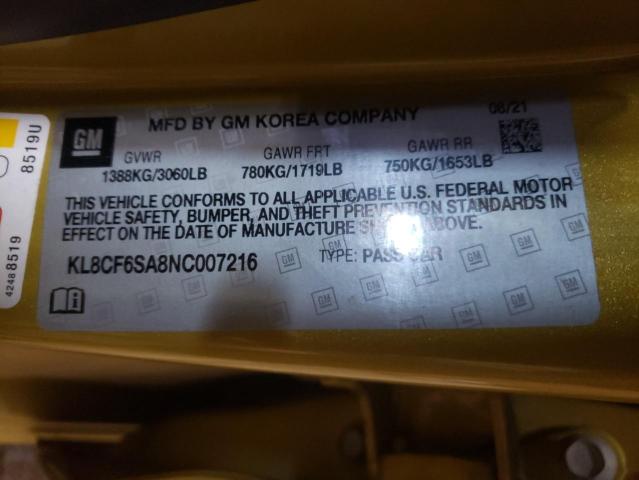 MFD BY GM KOREA COMPANY
08/21
GM
GVWR GAWR FRT GAWR RR
1388KG/3060LB 780KG/1719LB 750KG/1653LB
THIS VEHICLE CONFORMS TO ALL APPLICABLE U.S. FEDERAL MOTOR
VEHICLE SAFETY, BUMPER, AND THEFT PREVENTION STANDARDS IN
EFFECT ON THE DATE OF MANUFACTURE SHOWN ABOVE.
KL8CF6SA8NC007216 TYPE: PASS CAR
8519U
42488519